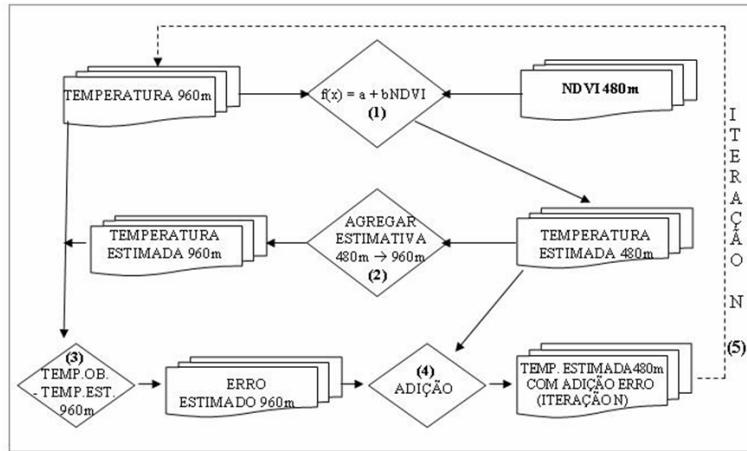 TEMPERATURA 960m
f(x) = a + bNDVI
(1)
NDVI 480m
ITERAÇÃO N
TEMPERATURA
ESTIMADA 960m
AGREGAR
ESTIMATIVA
480m → 960m
(2)
TEMPERATURA
ESTIMADA 480m
(3)
TEMP.OB.
- TEMP.EST.
960m
ERRO
ESTIMADO 960m
(4)
ADIÇÃO
TEMP. ESTIMADA480m
COM ADIÇÃO ERRO
(ITERAÇÃO N)
(5)